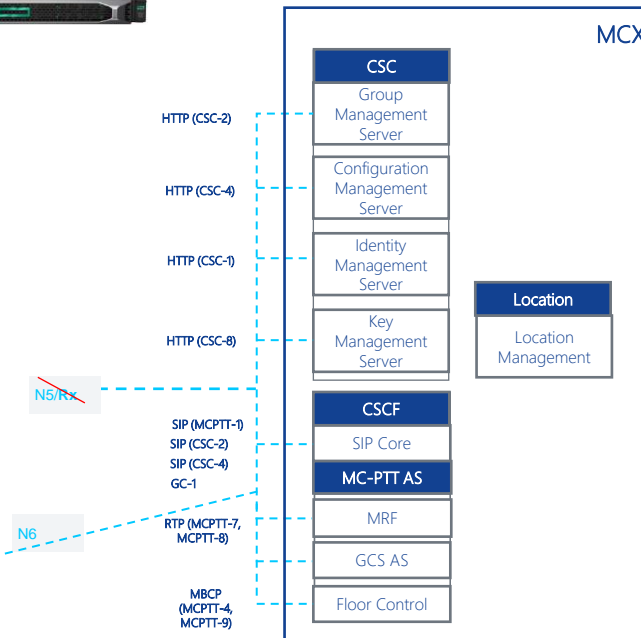 MCX
CSC
Group
Management
Server
HTTP (CSC-2)
Configuration
Management
Server
HTTP (CSC-4)
Identity
Management
Server
HTTP (CSC-1)
Location
Location
Management
Key
Management
Server
HTTP (CSC-8)
N5/Rx
CSCF
SIP Core
SIP (MCPTT-1)
SIP (CSC-2)
SIP (CSC-4)
GC-1
MC-PTT AS
MRF
RTP (MCPTT-7,
MCPTT-8)
N6
GCS AS
Floor Control
MBCP
(MCPTT-4,
MCPTT-9)